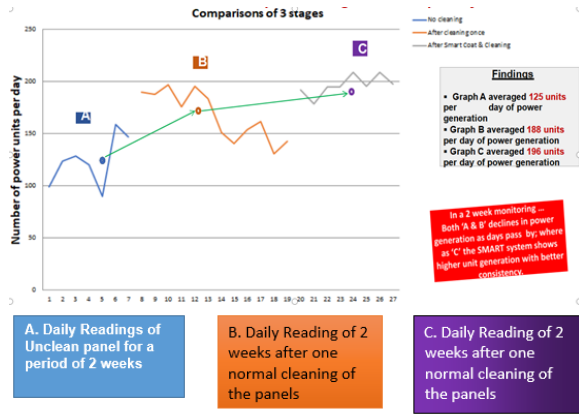 Comparisons of 3 stages
No cleaning
After cleaning once
After Smart Coat & Cleaning
Number of power units per day
250
200
150
100
50
0
A
B
C
1 2 3 4 5 6 7 8 9 10 11 12 13 14 15 16 17 18 19 20 21 22 23 24 25 26 27
Findings
▪ Graph A averaged 125 units
per day of power
generation
▪ Graph B averaged 188 units
per day of power generation
▪ Graph C averaged 196 units
per day of power generation
In a 2 week monitoring ...
Both 'A & B' declines in power
generation as days pass by; where
as 'C' the SMART system shows
higher unit generation with better
consistency.
A. Daily Readings of
Unclean panel for a
period of 2 weeks
B. Daily Reading of 2
weeks after one
normal cleaning of
the panels
C. Daily Reading of 2
weeks after one
normal cleaning of
the panels